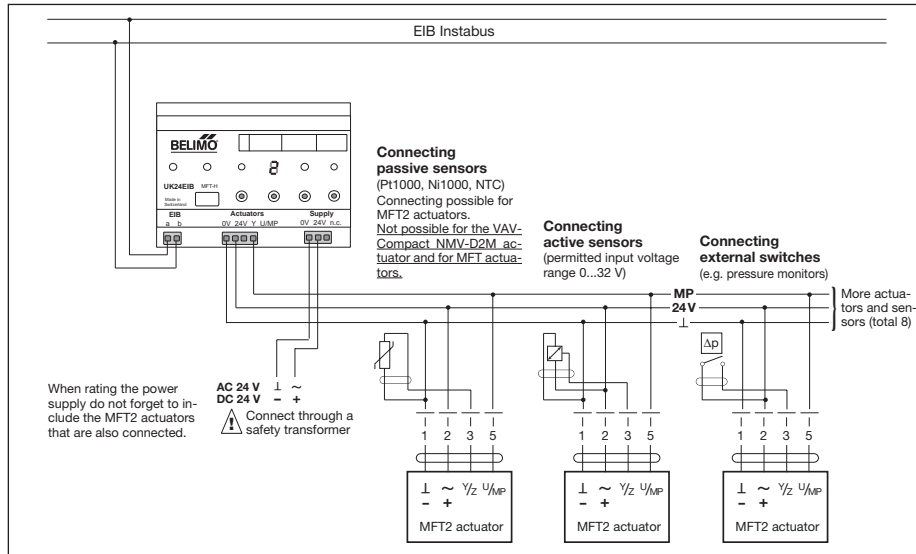 EIB Instabus
BELIMO
8
UK24EIB MFT-H
Made in
Switzerland
EIB Actuators Supply
a b 0V 24V Y U/MP 0V 24V n.c.
Connecting
passive sensors
(Pt1000, Ni1000, NTC)
Connecting possible for
MFT2 actuators.
Not possible for the VAV-
Compact NMV-D2M ac-
tuator and for MFT actua-
tors.
Connecting
active sensors
(permitted input voltage
range 0...32 V)
Connecting
external switches
(e.g. pressure monitors)
MP
24V
⊥
More actua-
tors and sen-
sors (total 8)
Δp
When rating the power
supply do not forget to in-
clude the MFT2 actuators
that are also connected.
AC 24 V ⊥ ~
DC 24 V – +
Connect through a
safety transformer
1 2 3 5
1 2 3 5
1 2 3 5
⊥ ~ Y/Z U/MP
– +
MFT2 actuator
⊥ ~ Y/Z U/MP
– +
MFT2 actuator
⊥ ~ Y/Z U/MP
– +
MFT2 actuator